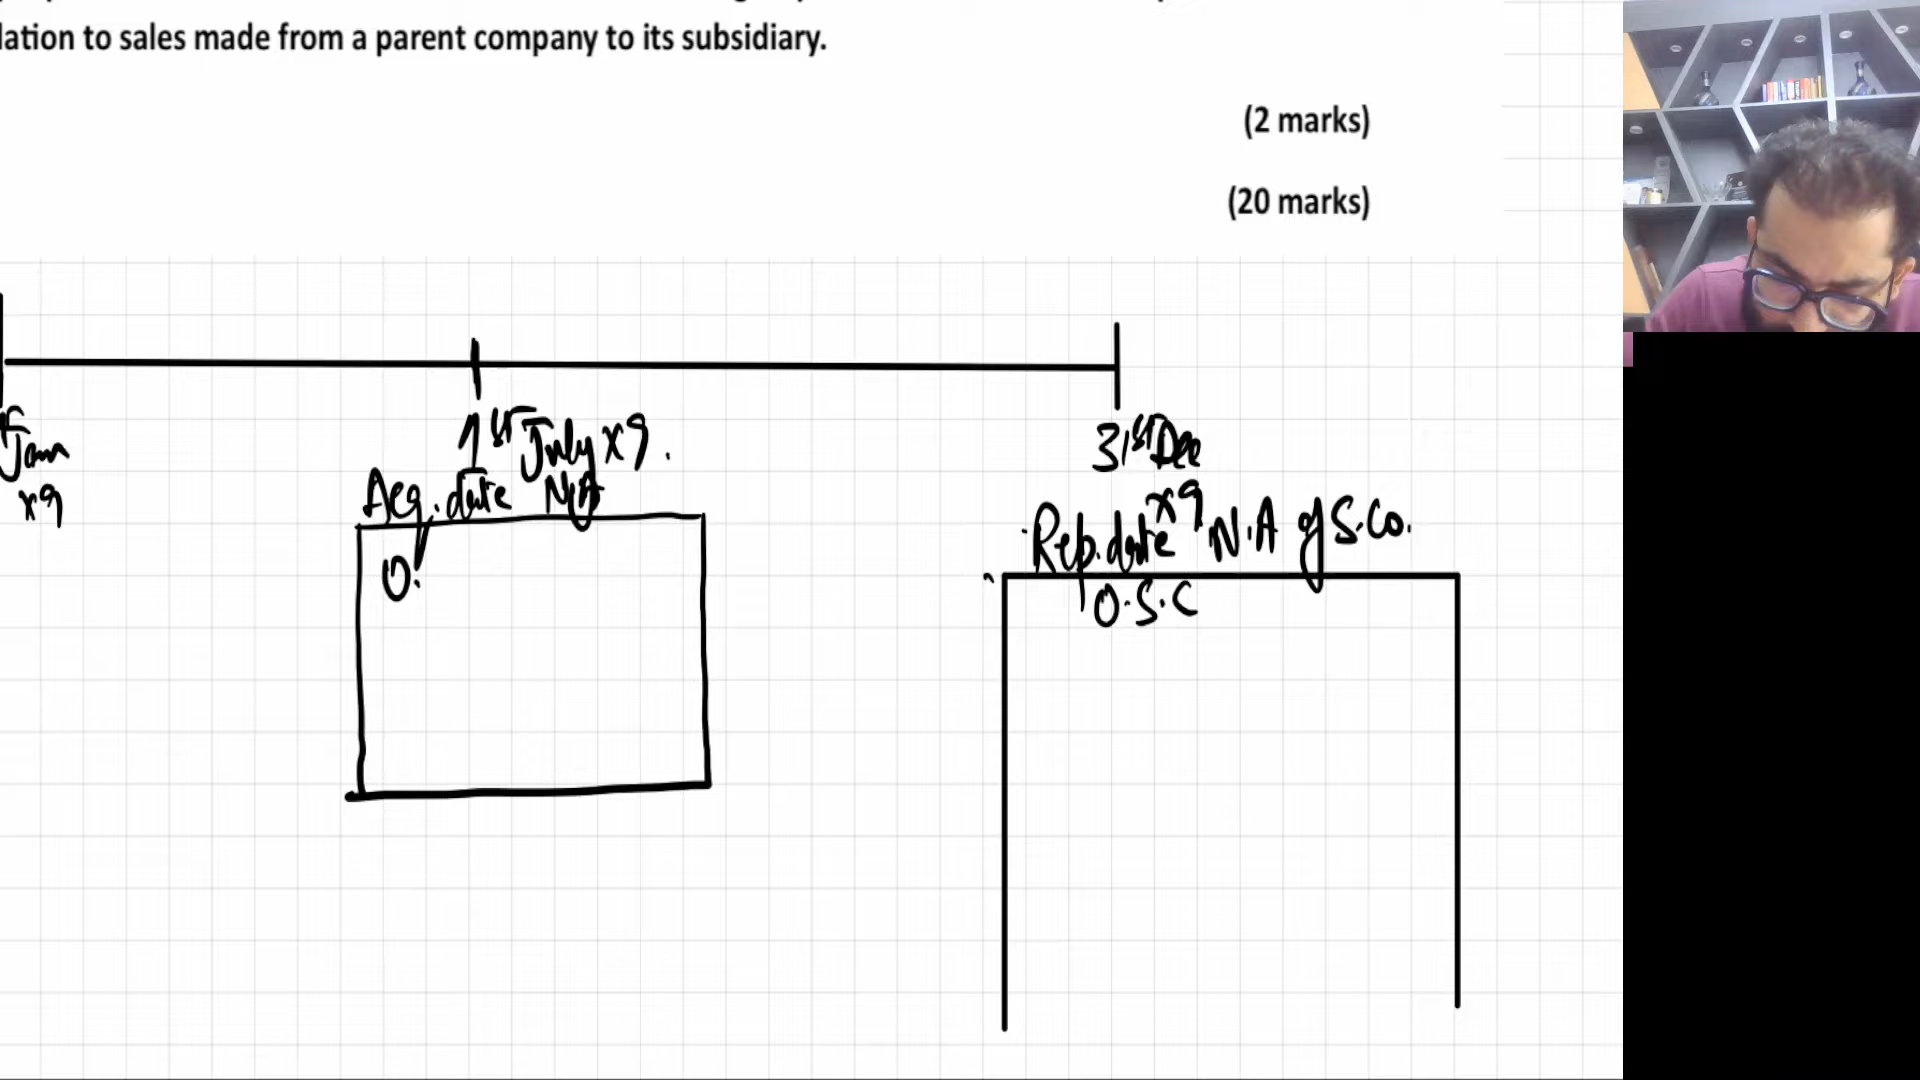 lation to sales made from a parent company to its subsidiary.
(2 marks)
(20 marks)
Jan
x9
1st July x9.
31st Dec
x9
Acq. date N.A
O.
Rep. date N.A of S.Co.
O.S.C